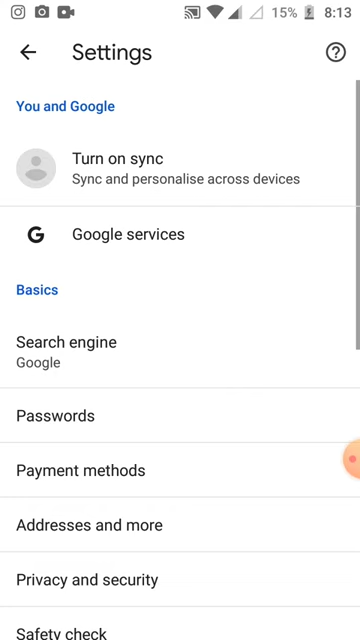 15% 8:13
Settings
You and Google
Turn on sync
Sync and personalise across devices
G Google services
Basics
Search engine
Google
Passwords
Payment methods
Addresses and more
Privacy and security
Safety check